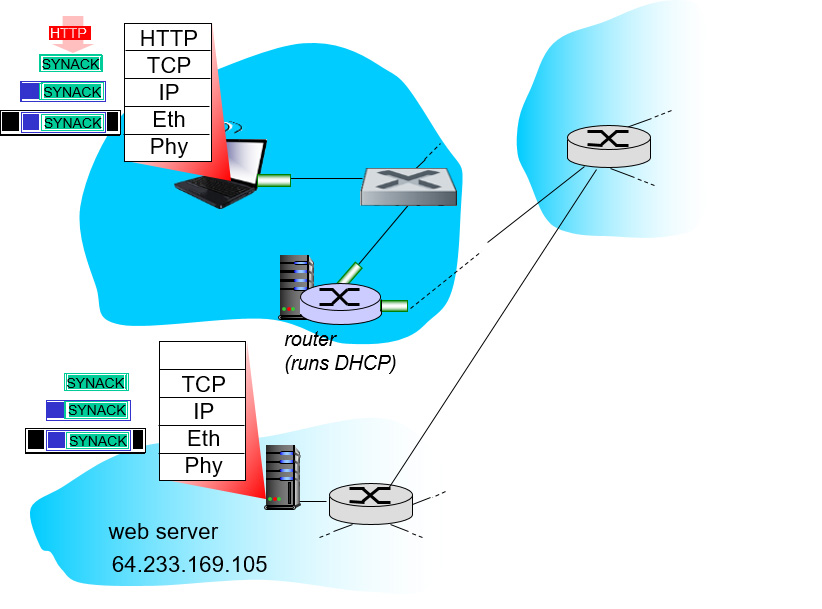 HTTP
SYNACK
SYNACK
SYNACK
HTTP
TCP
IP
Eth
Phy
router
(runs DHCP)
SYNACK
SYNACK
SYNACK
TCP
IP
Eth
Phy
web server
64.233.169.105